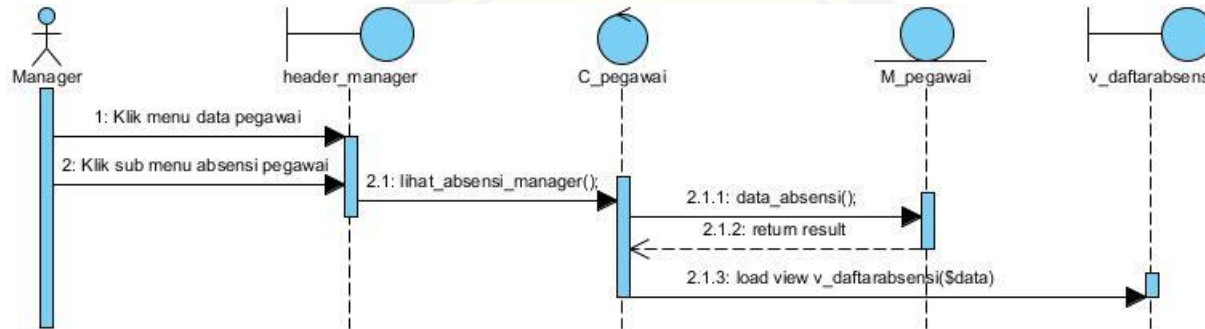 Manager
header_manager
C_pegawai
M_pegawai
v_daftarabsens
1: Klik menu data pegawai
2: Klik sub menu absensi pegawai
2.1: lihat_absensi_manager();
2.1.1: data_absensi();
2.1.2: return result
2.1.3: load view v_daftarabsensi($data)